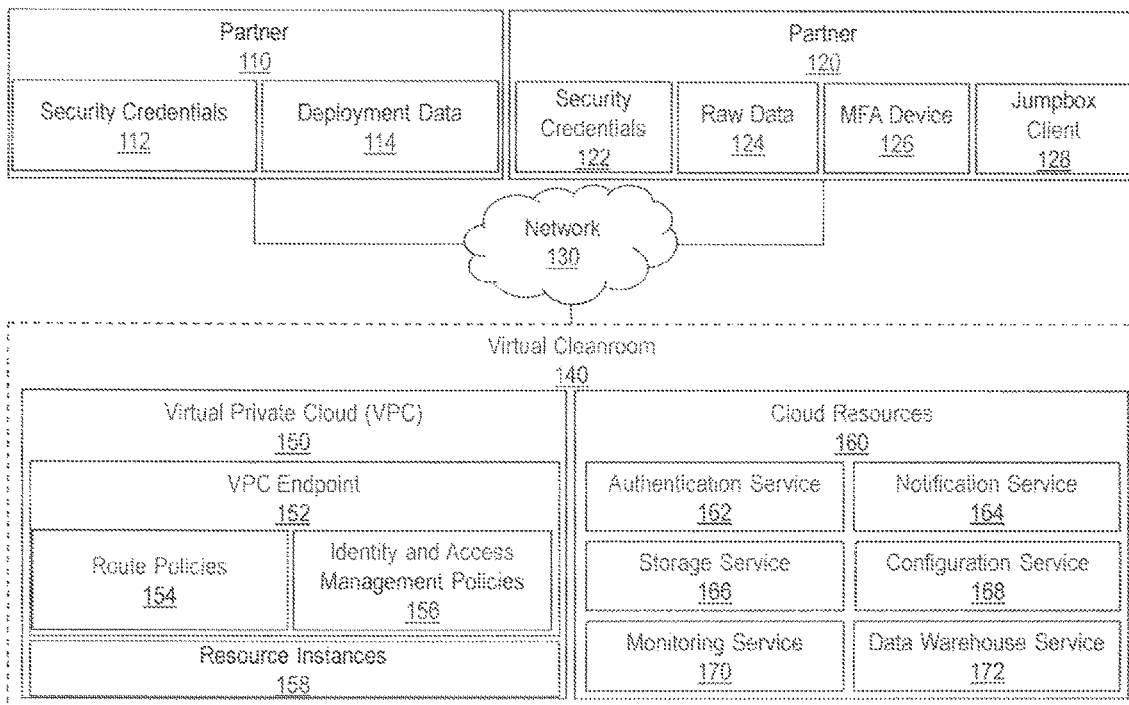 Partner
110
Security Credentials
112
Deployment Data
114
Partner
120
Security
Credentials
122
Raw Data
124
MFA Device
126
Jumpbox
Client
128
Network
130
Virtual Cleanroom
140
Virtual Private Cloud (VPC)
150
VPC Endpoint
152
Route Policies
154
Identity and Access
Management Policies
156
Resource Instances
158
Cloud Resources
160
Authentication Service
162
Notification Service
164
Storage Service
166
Configuration Service
168
Monitoring Service
170
Data Warehouse Service
172